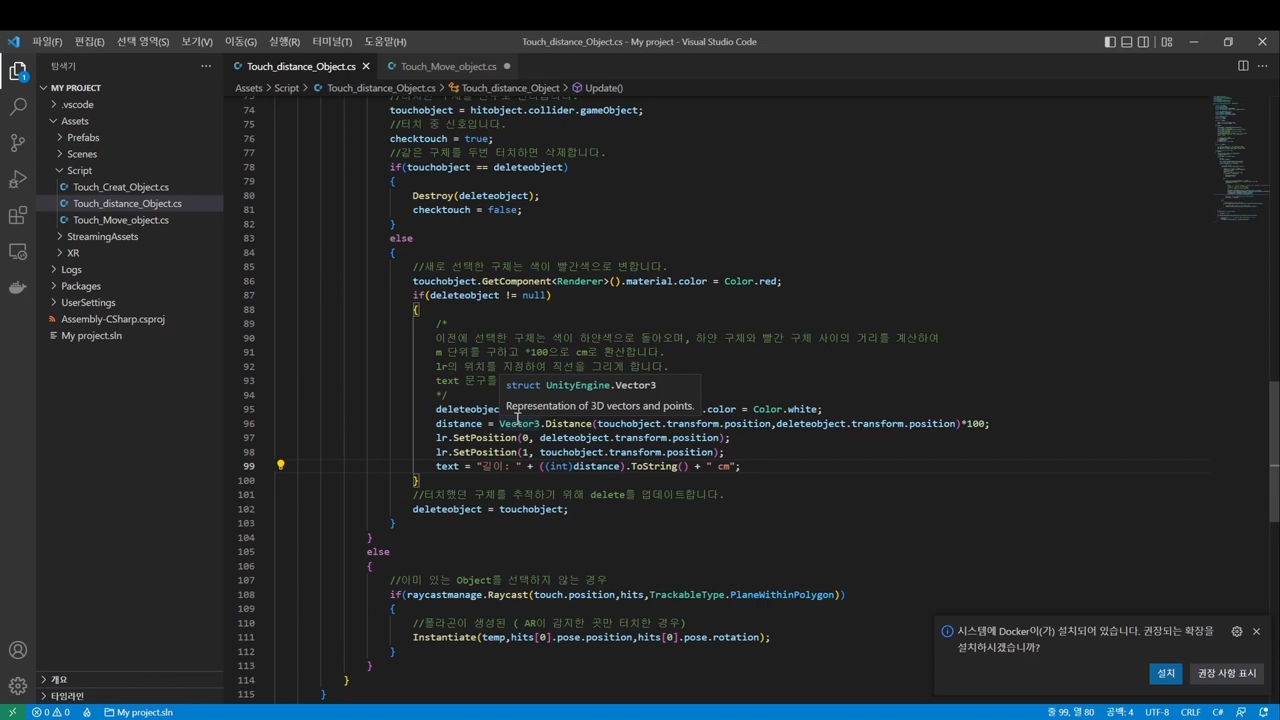 파일(F) 편집(E) 선택 영역(S) 보기(V) 이동(G) 실행(R) 터미널(T) 도움말(H)
Touch_distance_Object.cs - My project - Visual Studio Code
탐색기
Touch_distance_Object.cs
Touch_Move_object.cs
Assets > Script > Touch_distance_Object.cs > Touch_distance_Object > Update()
MY PROJECT
.vscode
Assets
Prefabs
Scenes
Script
Touch_Creat_Object.cs
Touch_distance_Object.cs
Touch_Move_object.cs
StreamingAssets
XR
Logs
Packages
UserSettings
Assembly-CSharp.csproj
My project.sln
개요
타임라인
74 touchobject = hitobject.collider.gameObject;
75 //터치 중 신호입니다.
76 checktouch = true;
77 //같은 구체를 두번 터치하면 삭제합니다.
78 if(touchobject == deleteobject)
79 {
80 Destroy(deleteobject);
81 checktouch = false;
82 }
83 else
84 {
85 //새로 선택한 구체는 색이 빨간색으로 변합니다.
86 touchobject.GetComponent<Renderer>().material.color = Color.red;
87 if(deleteobject != null)
88 {
89 /*
90 이전에 선택한 구체는 색이 하얀색으로 돌아오며, 하얀 구체와 빨간 구체 사이의 거리를 계산하여
91 m 단위를 구하고 *100으로 cm로 환산합니다.
92 lr의 위치를 지정하여 직선을 그리게 합니다.
93 text 문구를
struct UnityEngine.Vector3
Representation of 3D vectors and points.
94 */
95 deleteobjec .color = Color.white;
96 distance = Vector3.Distance(touchobject.transform.position,deleteobject.transform.position)*100;
97 lr.SetPosition(0, deleteobject.transform.position);
98 lr.SetPosition(1, touchobject.transform.position);
99 text = "길이: " + ((int)distance).ToString() + " cm";
100 }
101 //터치했던 구체를 추적하기 위해 delete를 업데이트합니다.
102 deleteobject = touchobject;
103 }
104 }
105 else
106 {
107 //이미 있는 Object를 선택하지 않는 경우
108 if(raycastmanage.Raycast(touch.position,hits,TrackableType.PlaneWithinPolygon))
109 {
110 //폴라곤이 생성된 ( AR이 감지한 곳만 터치한 경우)
111 Instantiate(temp,hits[0].pose.position,hits[0].pose.rotation);
112 }
113 }
114 }
115 }
시스템에 Docker이(가) 설치되어 있습니다. 권장되는 확장을
설치하시겠습니까?
설치 권장 사항 표시
0 0 My project.sln
줄 99, 열 80 공백: 4 UTF-8 CRLF C#